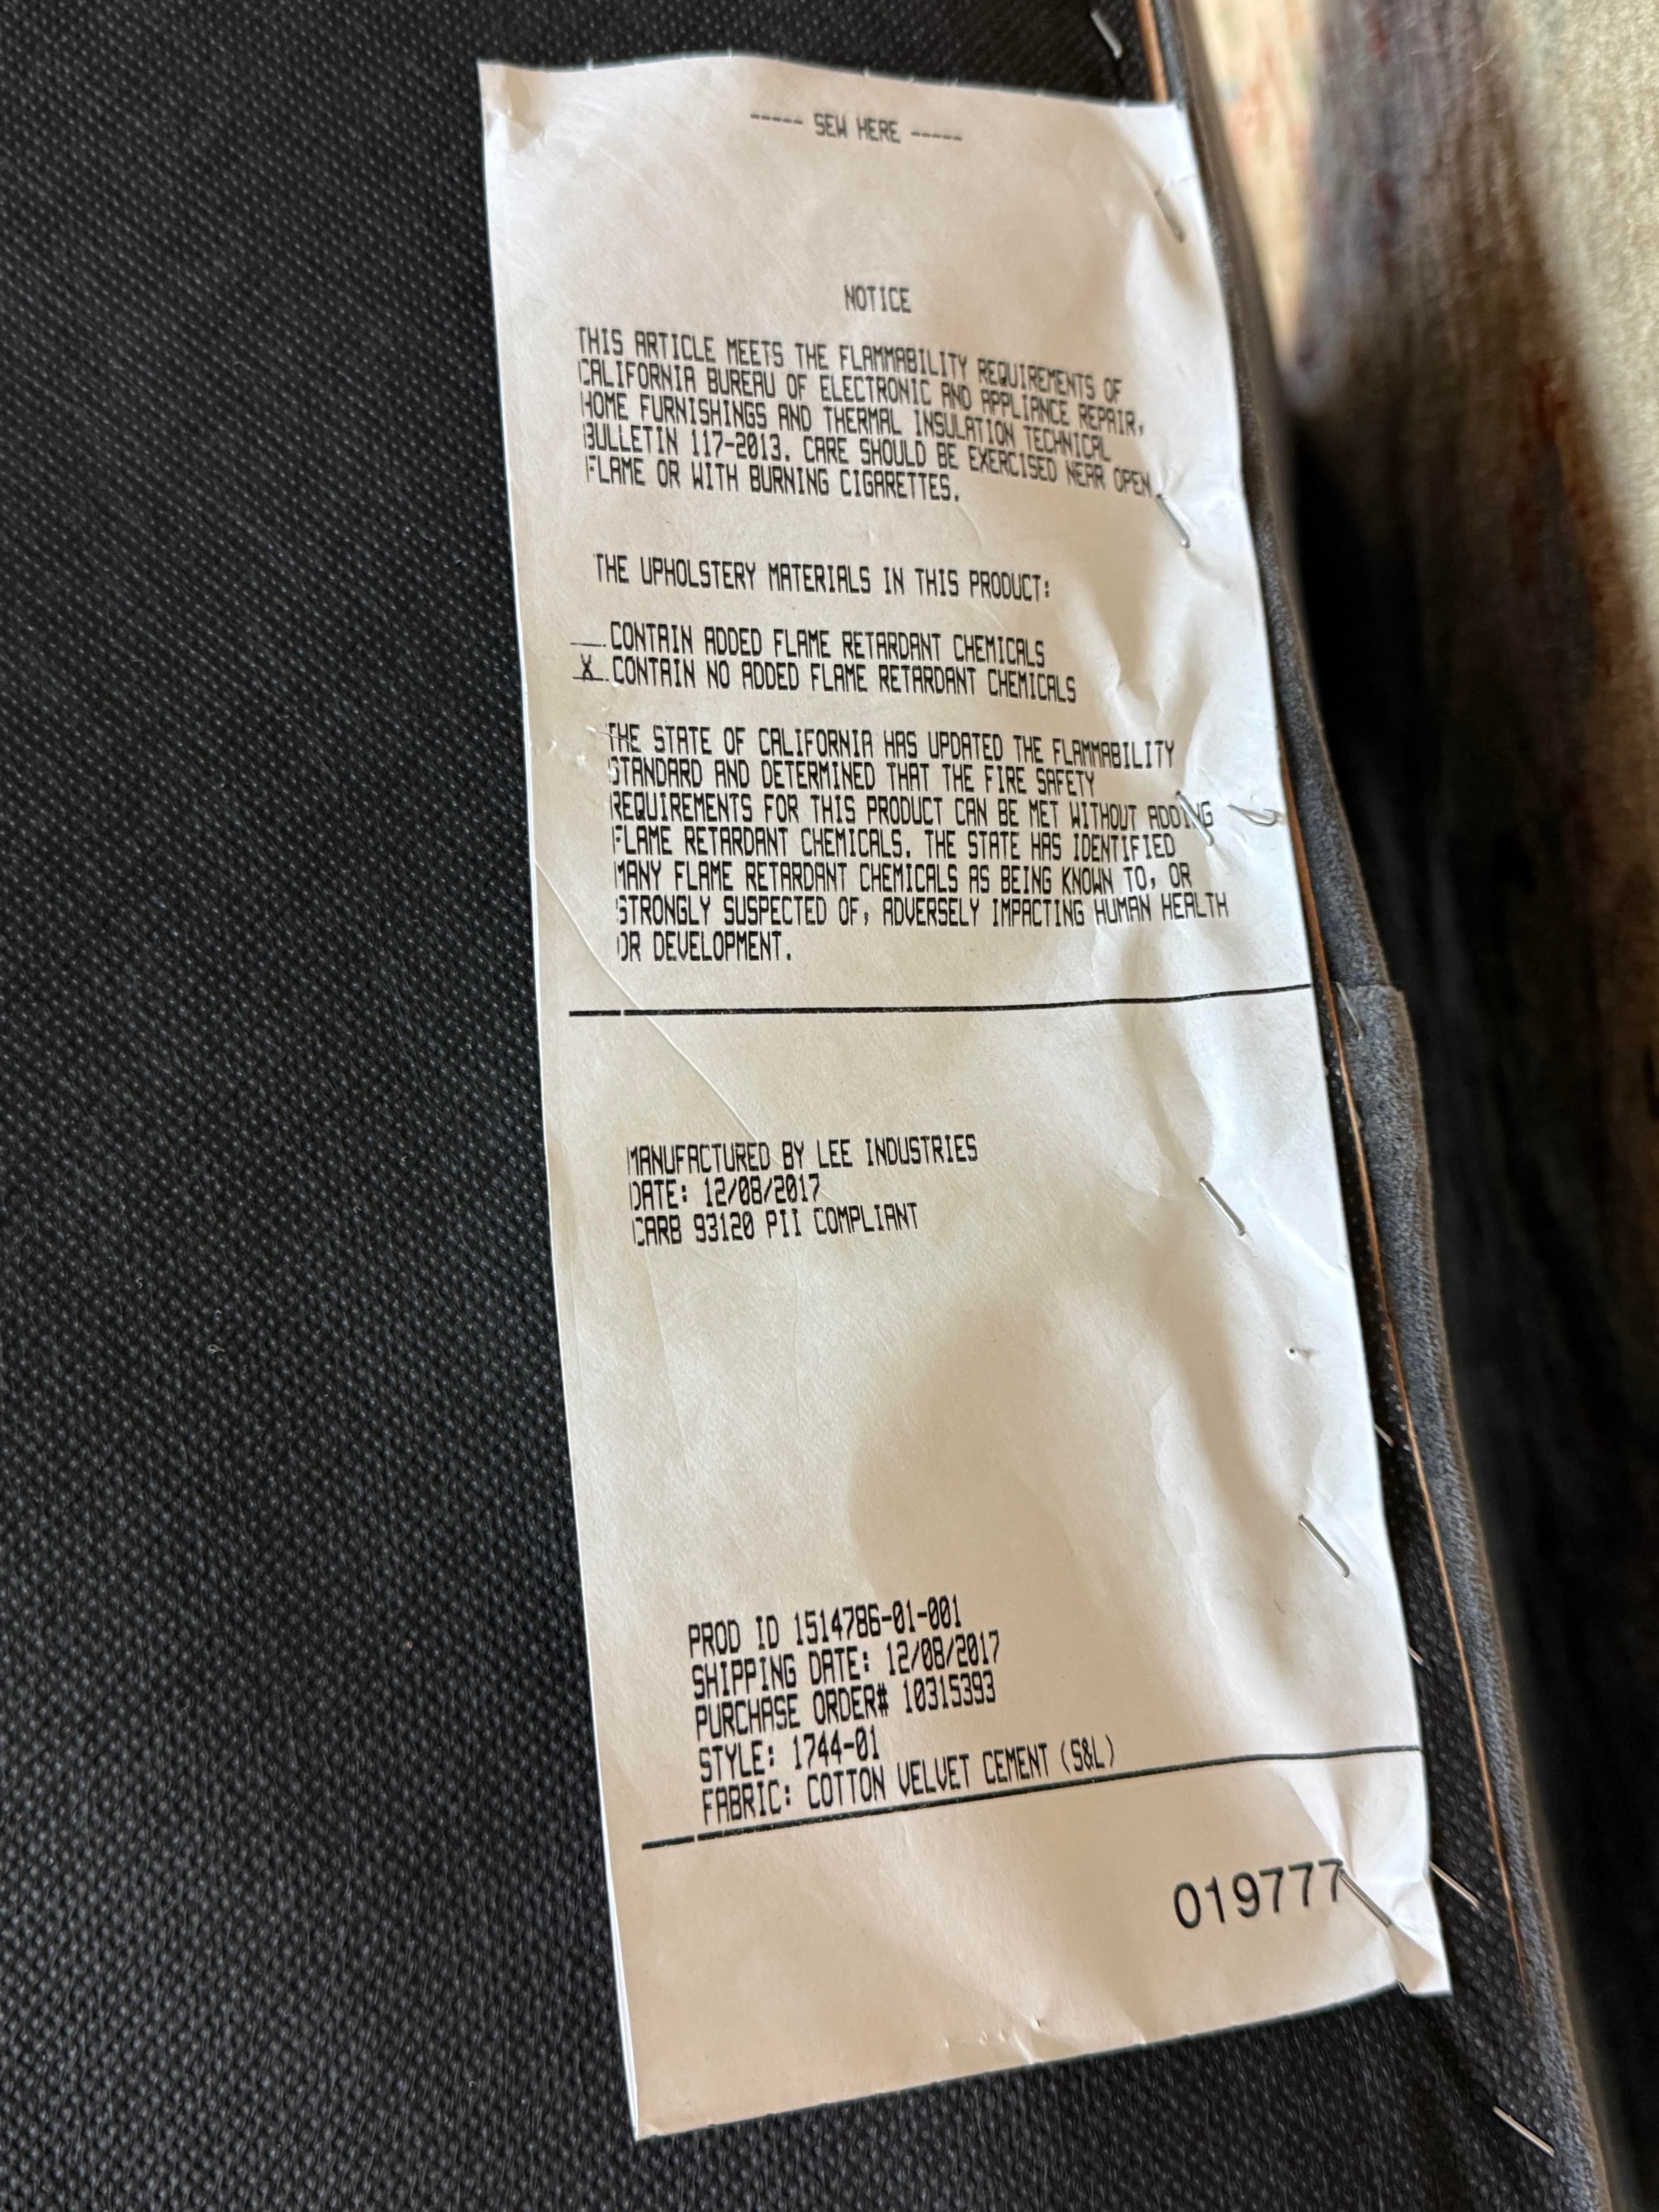 ----- SEW HERE -----
NOTICE
THIS ARTICLE MEETS THE FLAMMABILITY REQUIREMENTS OF
CALIFORNIA BUREAU OF ELECTRONIC AND APPLIANCE REPAIR,
HOME FURNISHINGS AND THERMAL INSULATION TECHNICAL
BULLETIN 117-2013. CARE SHOULD BE EXERCISED NEAR OPEN
FLAME OR WITH BURNING CIGARETTES.
THE UPHOLSTERY MATERIALS IN THIS PRODUCT:
___ CONTAIN ADDED FLAME RETARDANT CHEMICALS
_X_ CONTAIN NO ADDED FLAME RETARDANT CHEMICALS
THE STATE OF CALIFORNIA HAS UPDATED THE FLAMMABILITY
STANDARD AND DETERMINED THAT THE FIRE SAFETY
REQUIREMENTS FOR THIS PRODUCT CAN BE MET WITHOUT ADDING
FLAME RETARDANT CHEMICALS. THE STATE HAS IDENTIFIED
MANY FLAME RETARDANT CHEMICALS AS BEING KNOWN TO, OR
STRONGLY SUSPECTED OF, ADVERSELY IMPACTING HUMAN HEALTH
OR DEVELOPMENT.
MANUFACTURED BY LEE INDUSTRIES
DATE: 12/08/2017
CARB 93120 PII COMPLIANT
PROD ID 1514786-01-001
SHIPPING DATE: 12/08/2017
PURCHASE ORDER# 10315393
STYLE: 1744-01
FABRIC: COTTON VELVET CEMENT (S&L)
019777